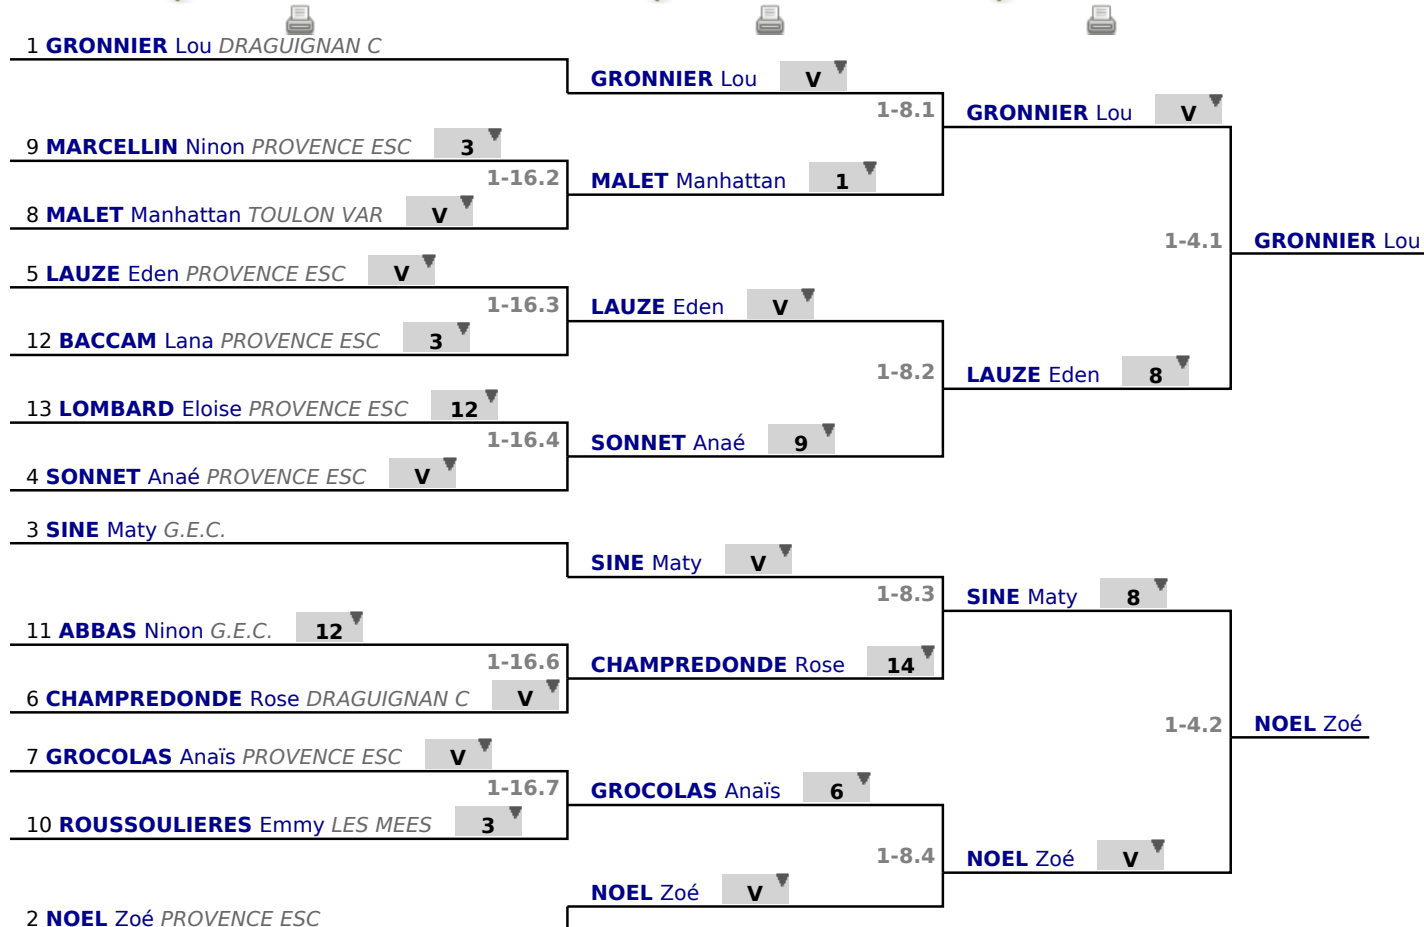 1 GRONNIER Lou DRAGUIGNAN C
GRONNIER Lou V
1-8.1
GRONNIER Lou V
9 MARCELLIN Ninon PROVENCE ESC 3
1-16.2
MALET Manhattan 1
8 MALET Manhattan TOULON VAR V
1-4.1
GRONNIER Lou
5 LAUZE Eden PROVENCE ESC V
1-16.3
LAUZE Eden V
12 BACCAM Lana PROVENCE ESC 3
1-8.2
LAUZE Eden 8
13 LOMBARD Eloise PROVENCE ESC 12
1-16.4
SONNET Anaé 9
4 SONNET Anaé PROVENCE ESC V
3 SINE Maty G.E.C.
SINE Maty V
1-8.3
SINE Maty 8
11 ABBAS Ninon G.E.C. 12
1-16.6
CHAMPREDONDE Rose 14
6 CHAMPREDONDE Rose DRAGUIGNAN C V
1-4.2
NOEL Zoé
7 GROCOLAS Anaïs PROVENCE ESC V
1-16.7
GROCOLAS Anaïs 6
10 ROUSSOULIERES Emmy LES MEES 3
1-8.4
NOEL Zoé V
NOEL Zoé V
2 NOEL Zoé PROVENCE ESC